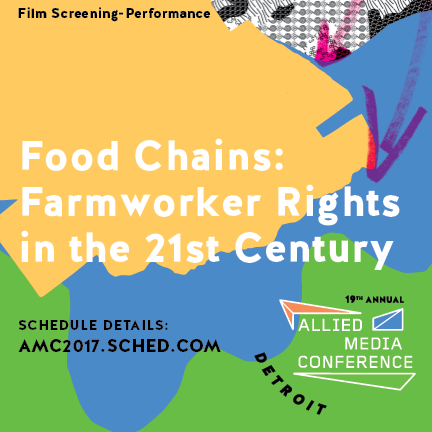 Film Screening-Performance
Food Chains:
Farmworker Rights
in the 21st Century
SCHEDULE DETAILS:
AMC2017.SCHED.COM
19TH ANNUAL
ALLIED
MEDIA
CONFERENCE
DETROIT